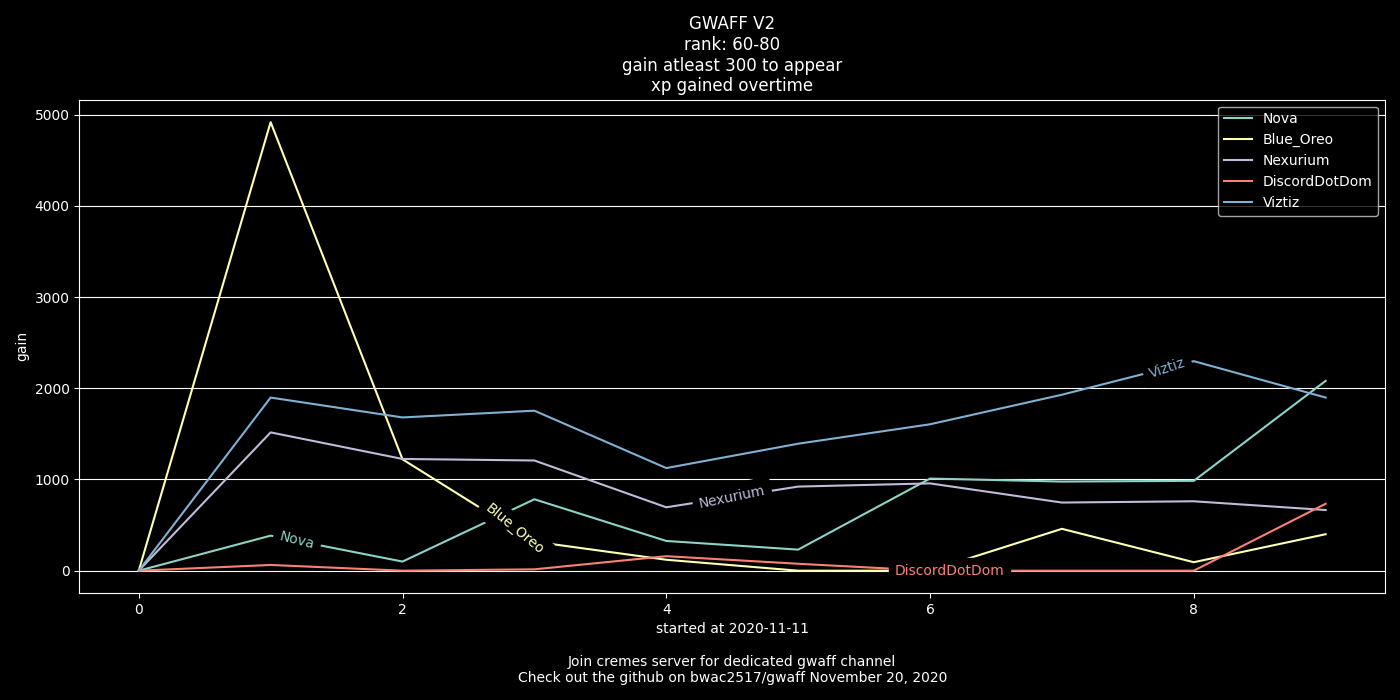 GWAFF V2
rank: 60-80
gain atleast 300 to appear
xp gained overtime
5000
4000
3000
2000
1000
0
gain
Nova
Blue_Oreo
Nexurium
DiscordDotDom
Viztiz
Nova
Blue_Oreo
Nexurium
DiscordDotDom
Viztiz
0 2 4 6 8
started at 2020-11-11
Join cremes server for dedicated gwaff channel
Check out the github on bwac2517/gwaff November 20, 2020